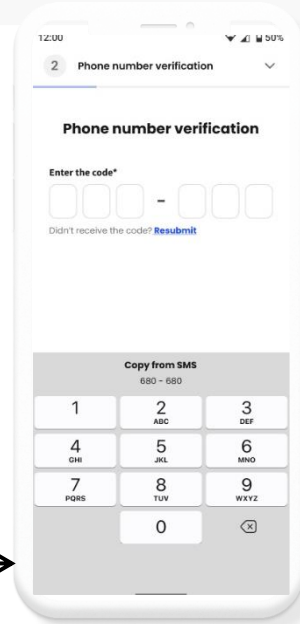 12:00 50%
2 Phone number verification
Phone number verification
Enter the code*
-
Didn't receive the code? Resubmit
Copy from SMS
680 - 680
1 2 3
ABC DEF
4 5 6
GHI JKL MNO
7 8 9
PQRS TUV WXYZ
0